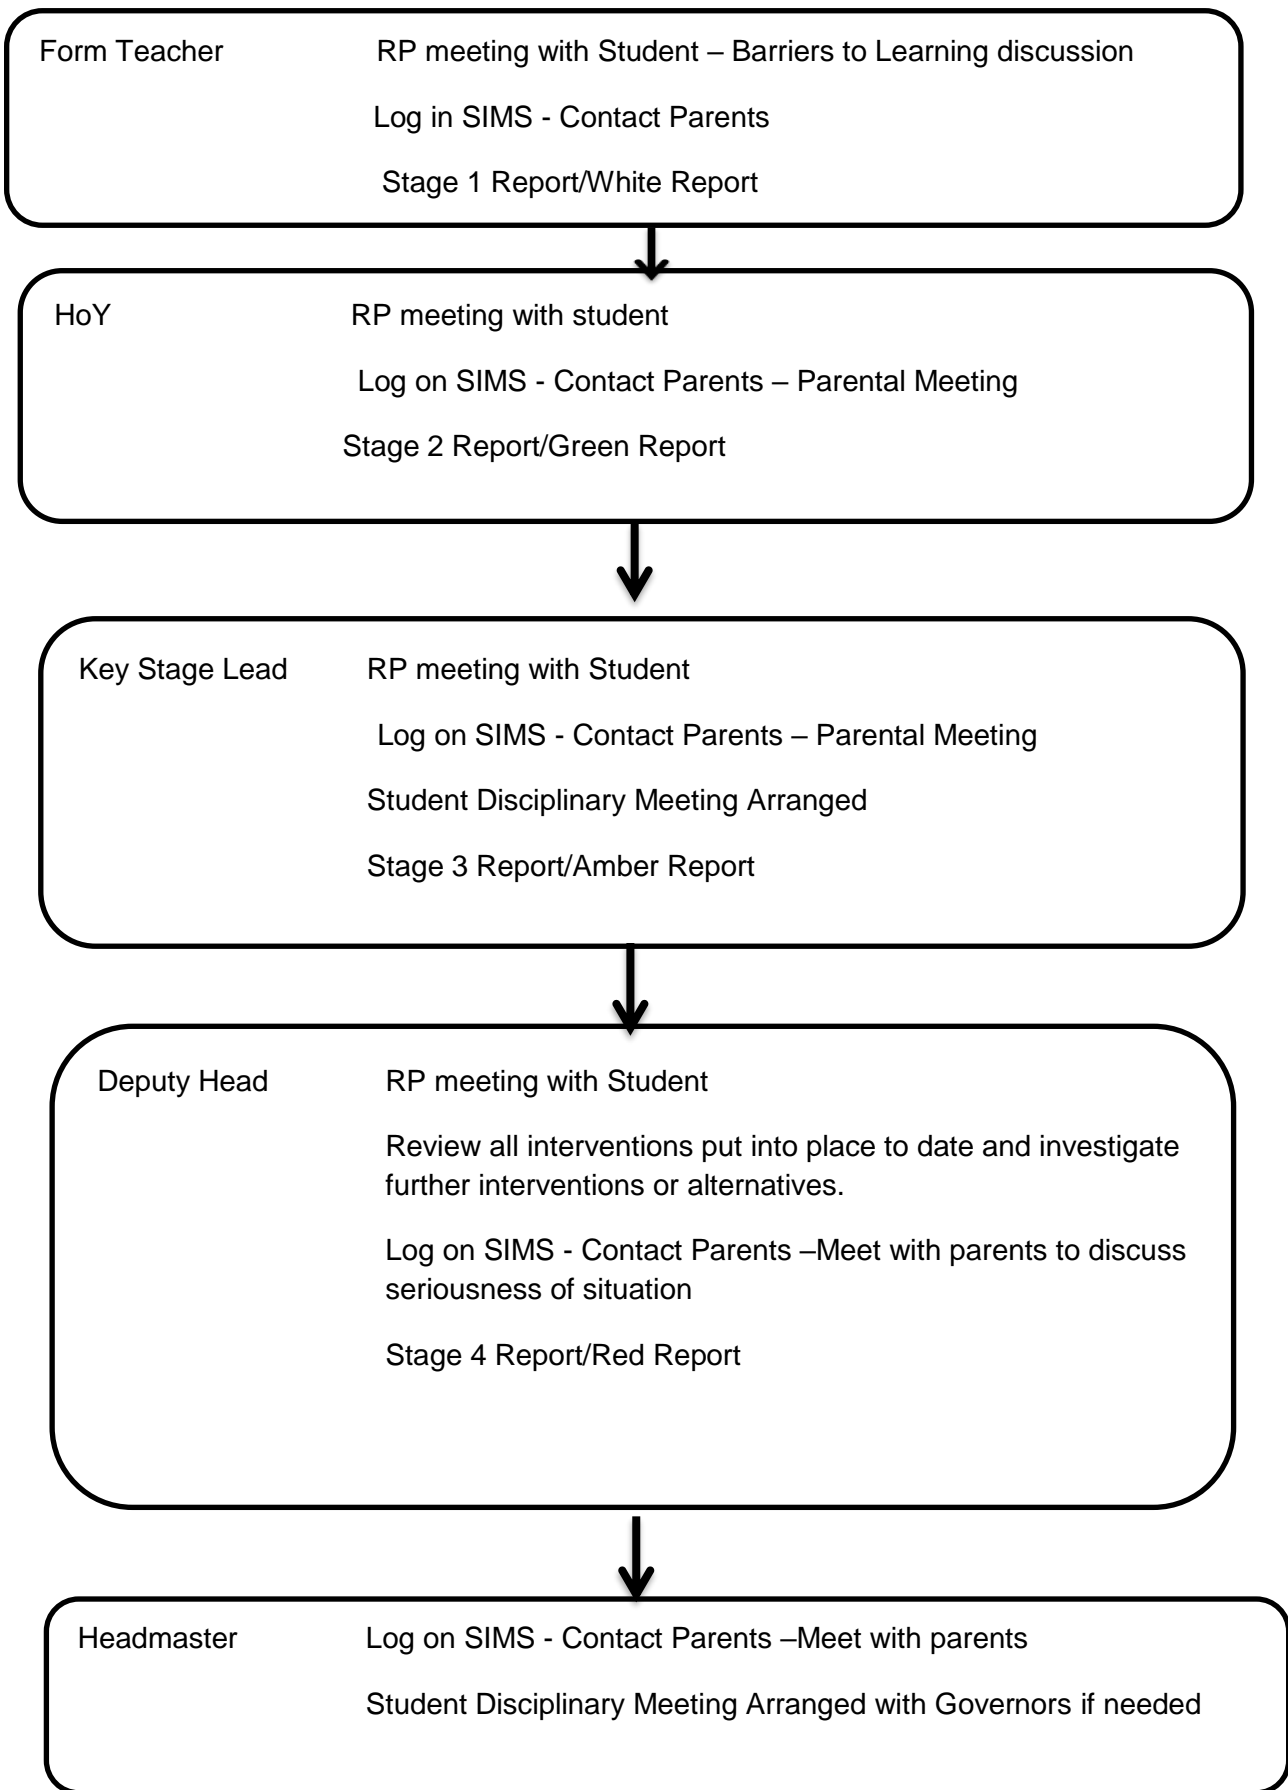 Form Teacher RP meeting with Student – Barriers to Learning discussion
Log in SIMS - Contact Parents
Stage 1 Report/White Report
HoY RP meeting with student
Log on SIMS - Contact Parents – Parental Meeting
Stage 2 Report/Green Report
Key Stage Lead RP meeting with Student
Log on SIMS - Contact Parents – Parental Meeting
Student Disciplinary Meeting Arranged
Stage 3 Report/Amber Report
Deputy Head RP meeting with Student
Review all interventions put into place to date and investigate
further interventions or alternatives.
Log on SIMS - Contact Parents –Meet with parents to discuss
seriousness of situation
Stage 4 Report/Red Report
Headmaster Log on SIMS - Contact Parents –Meet with parents
Student Disciplinary Meeting Arranged with Governors if needed